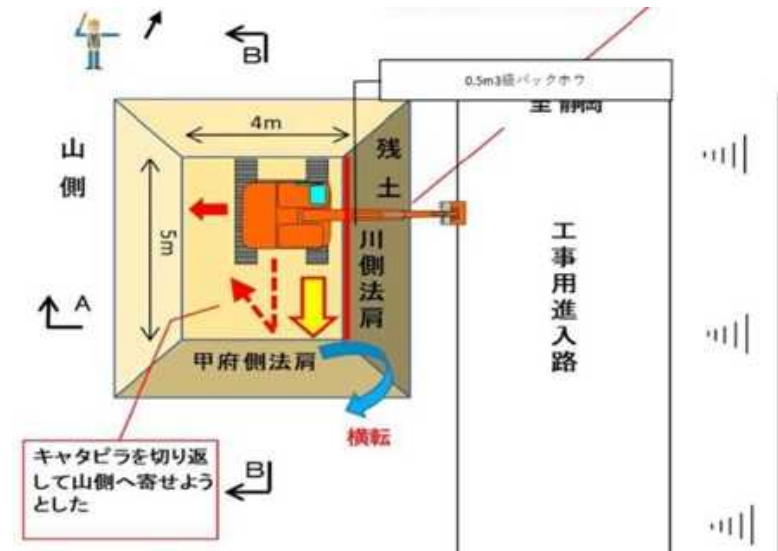 B
0.5m3級バックホウ
至 静岡
4m
山側
残土
5m
川側法肩
工事用進入路
A
甲府側法肩
横転
キャタピラを切り返
して山側へ寄せよう
とした
B